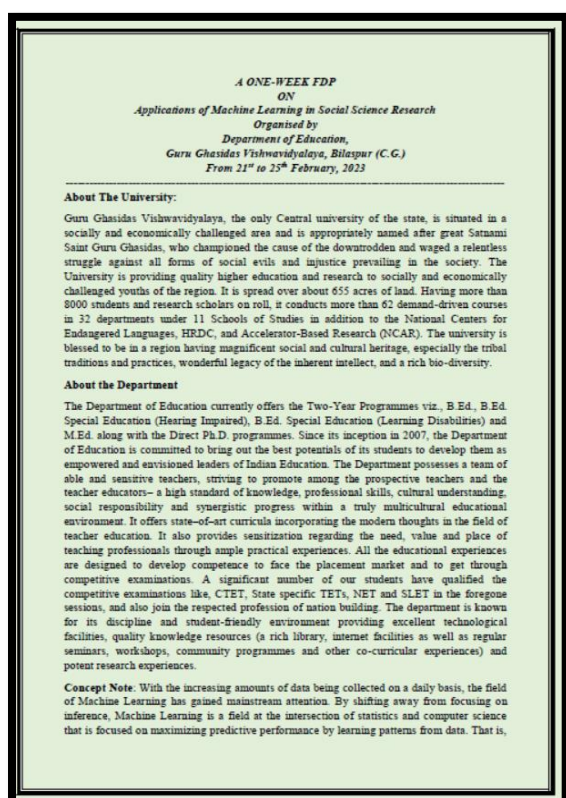 A ONE-WEEK FDP
ON
Applications of Machine Learning in Social Science Research
Organised by
Department of Education,
Guru Ghasidas Vishwavidyalaya, Bilaspur (C.G.)
From 21st to 25th February, 2023
About The University:
Guru Ghasidas Vishwavidyalaya, the only Central university of the state, is situated in a
socially and economically challenged area and is appropriately named after great Satnami
Saint Guru Ghasidas, who championed the cause of the downtrodden and waged a relentless
struggle against all forms of social evils and injustice prevailing in the society. The
University is providing quality higher education and research to socially and economically
challenged youths of the region. It is spread over about 655 acres of land. Having more than
8000 students and research scholars on roll, it conducts more than 62 demand-driven courses
in 32 departments under 11 Schools of Studies in addition to the National Centers for
Endangered Languages, HRDC, and Accelerator-Based Research (NCAR). The university is
blessed to be in a region having magnificent social and cultural heritage, especially the tribal
traditions and practices, wonderful legacy of the inherent intellect, and a rich bio-diversity.
About the Department
The Department of Education currently offers the Two-Year Programmes viz., B.Ed., B.Ed.
Special Education (Hearing Impaired), B.Ed. Special Education (Learning Disabilities) and
M.Ed. along with the Direct Ph.D. programmes. Since its inception in 2007, the Department
of Education is committed to bring out the best potentials of its students to develop them as
empowered and envisioned leaders of Indian Education. The Department possesses a team of
able and sensitive teachers, striving to promote among the prospective teachers and the
teacher educators– a high standard of knowledge, professional skills, cultural understanding,
social responsibility and synergistic progress within a truly multicultural educational
environment. It offers state–of–art curricula incorporating the modern thoughts in the field of
teacher education. It also provides sensitization regarding the need, value and place of
teaching professionals through ample practical experiences. All the educational experiences
are designed to develop competence to face the placement market and to get through
competitive examinations. A significant number of our students have qualified the
competitive examinations like, CTET, State specific TETs, NET and SLET in the foregone
sessions, and also join the respected profession of nation building. The department is known
for its discipline and student-friendly environment providing excellent technological
facilities, quality knowledge resources (a rich library, internet facilities as well as regular
seminars, workshops, community programmes and other co-curricular experiences) and
potent research experiences.
Concept Note: With the increasing amounts of data being collected on a daily basis, the field
of Machine Learning has gained mainstream attention. By shifting away from focusing on
inference, Machine Learning is a field at the intersection of statistics and computer science
that is focused on maximizing predictive performance by learning patterns from data. That is,